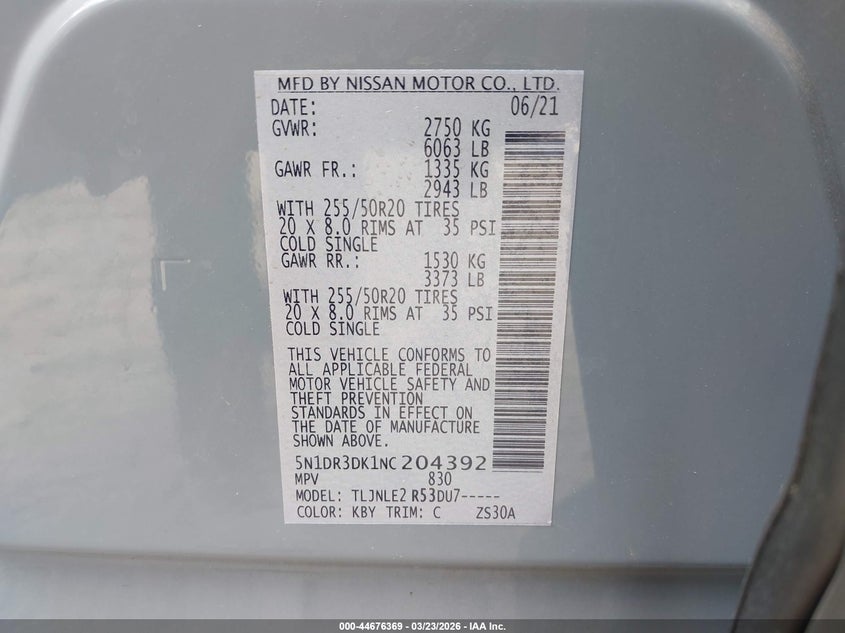 MFD BY NISSAN MOTOR CO., LTD.
DATE: 06/21
GVWR: 2750 KG
6063 LB
GAWR FR.: 1335 KG
2943 LB
WITH 255/50R20 TIRES
20 X 8.0 RIMS AT 35 PSI
COLD SINGLE
GAWR RR.: 1530 KG
3373 LB
WITH 255/50R20 TIRES
20 X 8.0 RIMS AT 35 PSI
COLD SINGLE
THIS VEHICLE CONFORMS TO
ALL APPLICABLE FEDERAL
MOTOR VEHICLE SAFETY AND
THEFT PREVENTION
STANDARDS IN EFFECT ON
THE DATE OF MANUFACTURE
SHOWN ABOVE.
5N1DR3DK1NC204392
MPV 830
MODEL: TLJNLE2 R53DU7-----
COLOR: KBY TRIM: C ZS30A
000-44676369 - 03/23/2026 - IAA Inc.